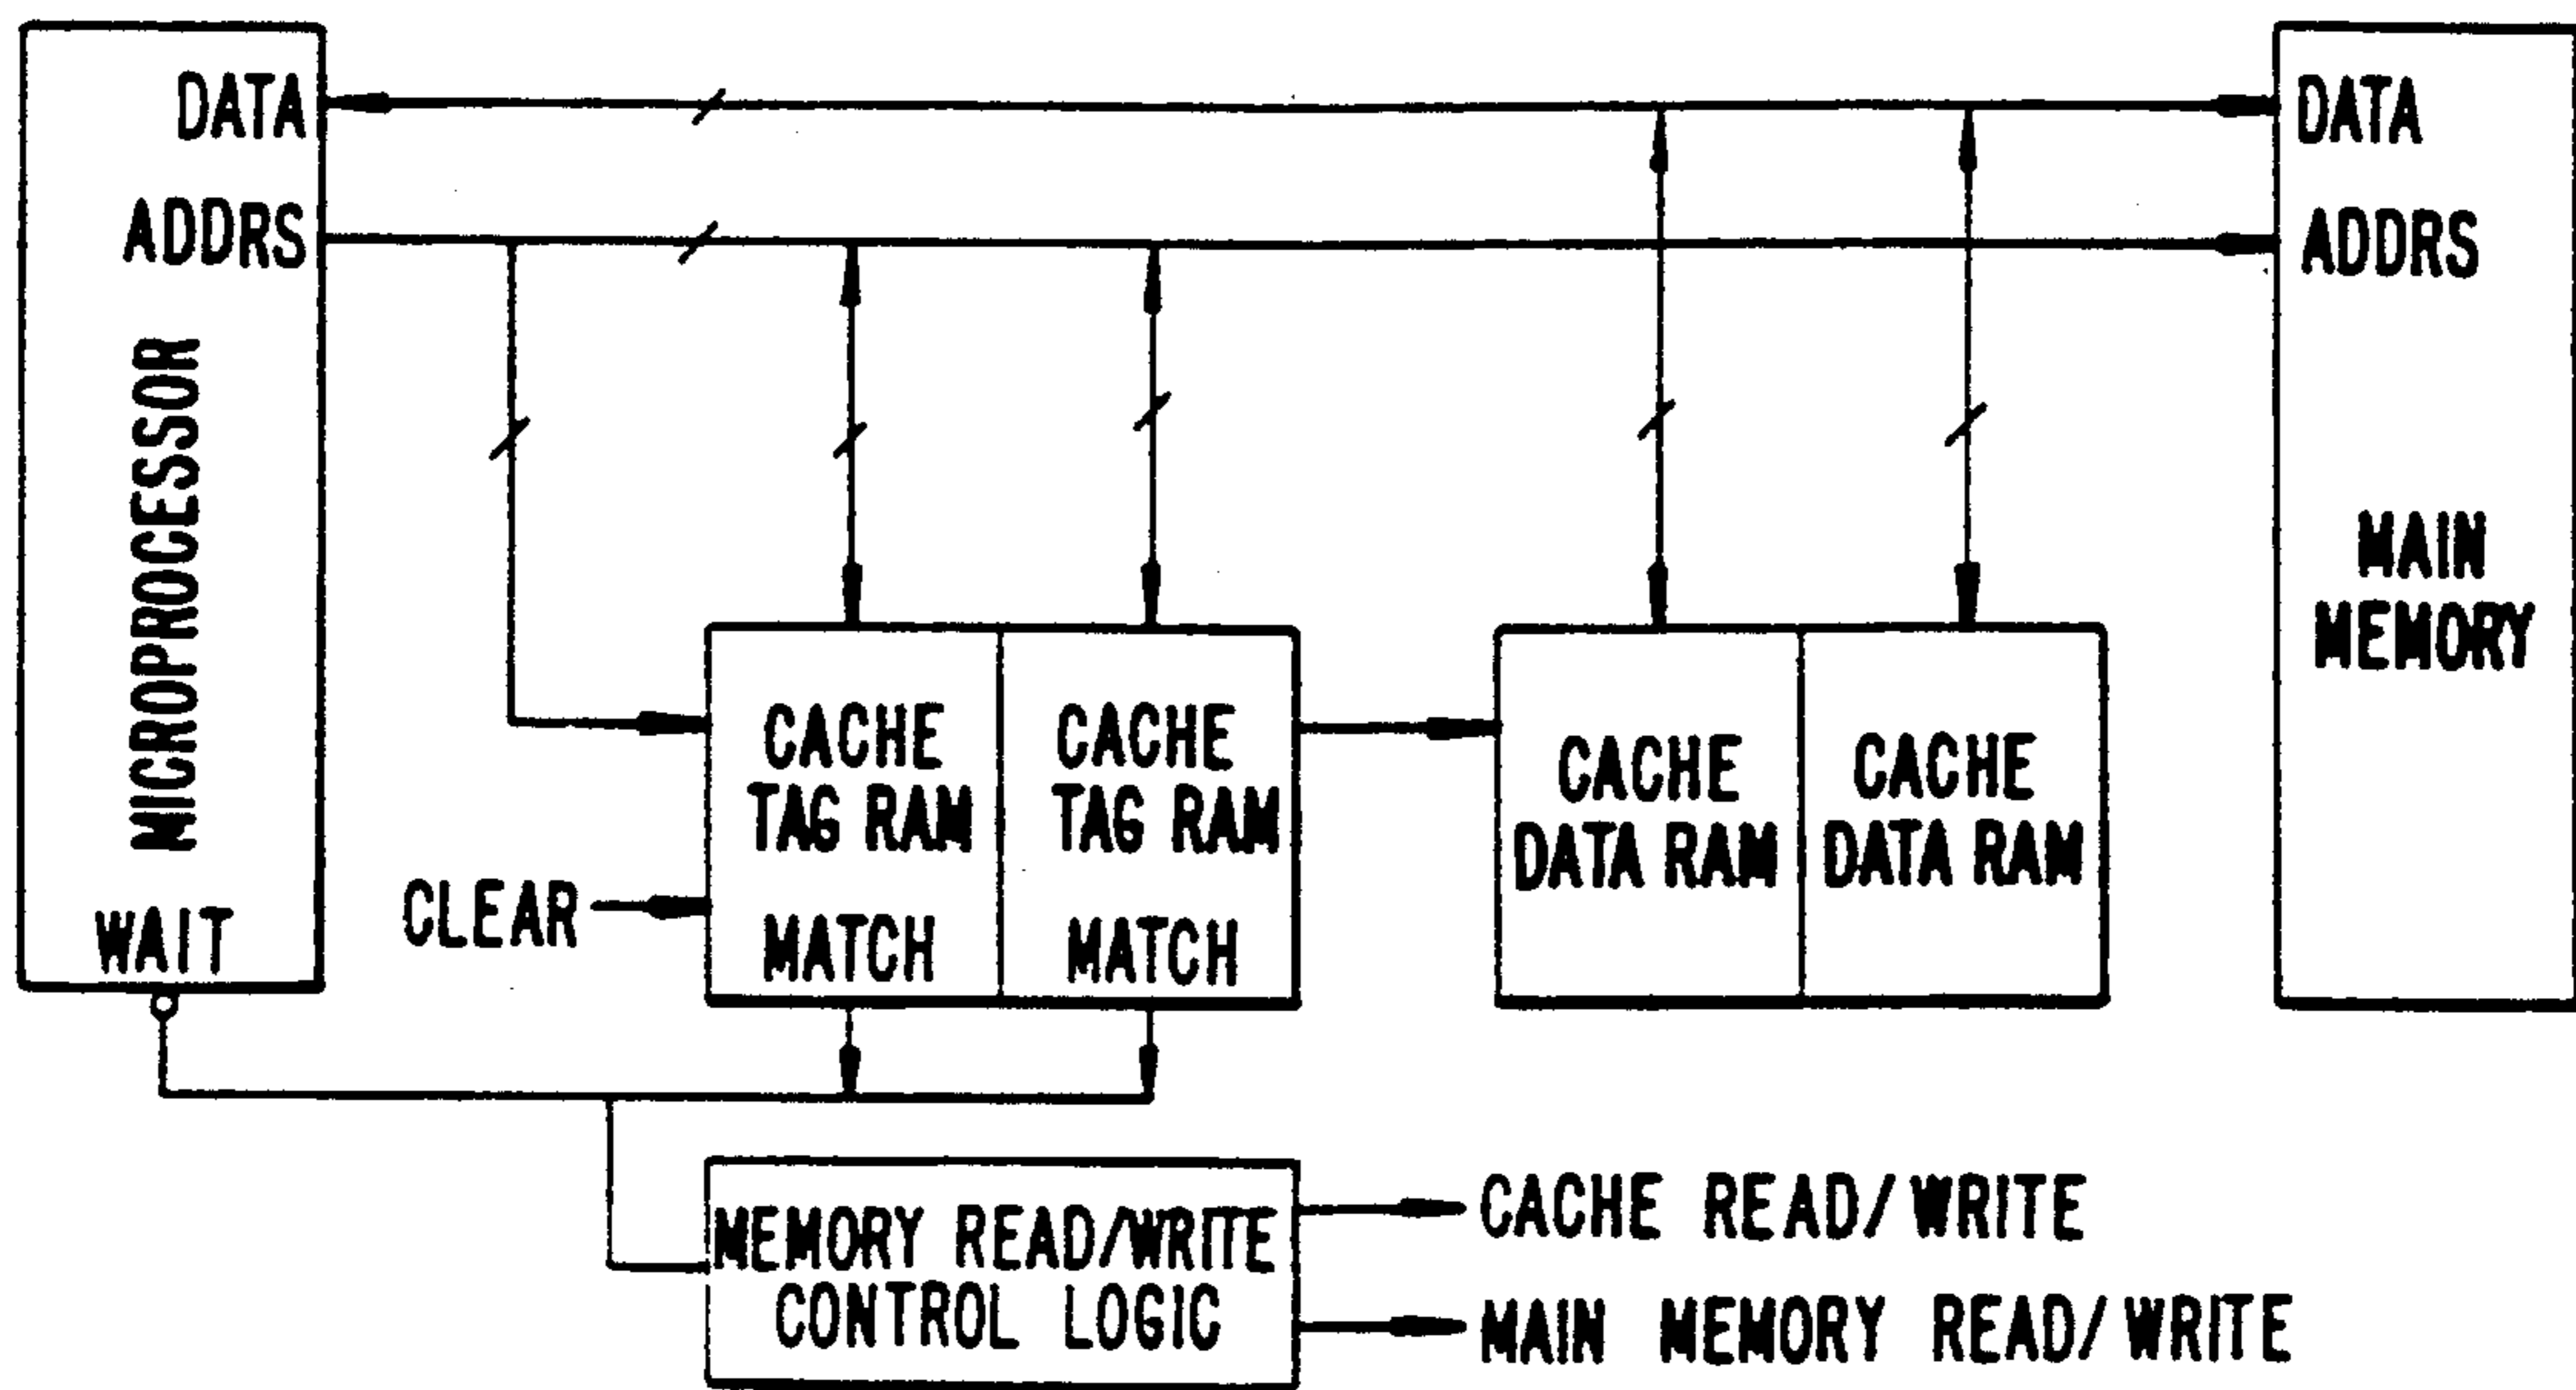 DATA
ADDRS
MICROPROCESSOR
WAIT
CLEAR
CACHE
TAG RAM
MATCH
CACHE
TAG RAM
MATCH
CACHE
DATA RAM
CACHE
DATA RAM
DATA
ADDRS
MAIN
MEMORY
MEMORY READ/WRITE
CONTROL LOGIC
CACHE READ/WRITE
MAIN MEMORY READ/WRITE